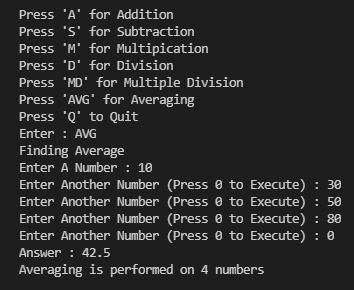 Press 'A' for Addition
Press 'S' for Subtraction
Press 'M' for Multipication
Press 'D' for Division
Press 'MD' for Multiple Division
Press 'AVG' for Averaging
Press 'Q' to Quit
Enter : AVG
Finding Average
Enter A Number : 10
Enter Another Number (Press 0 to Execute) : 30
Enter Another Number (Press 0 to Execute) : 50
Enter Another Number (Press 0 to Execute) : 80
Enter Another Number (Press 0 to Execute) : 0
Answer : 42.5
Averaging is performed on 4 numbers